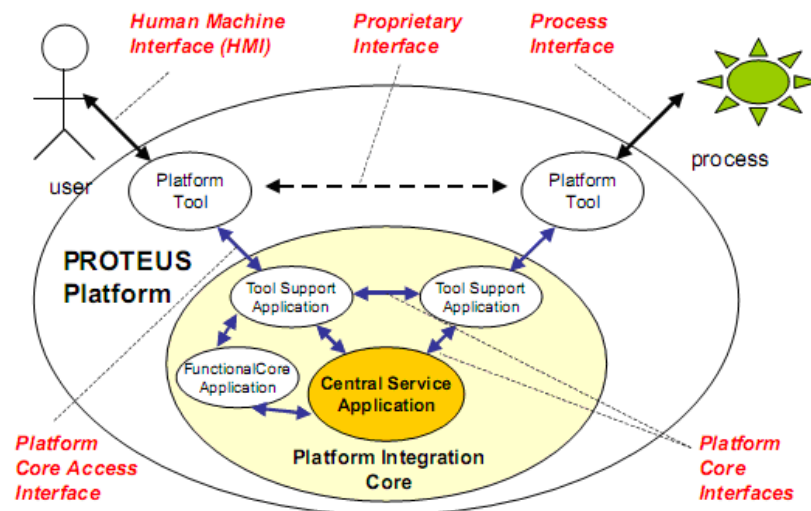 Human Machine
Interface (HMI)
Proprietary
Interface
Process
Interface
user
process
Platform
Tool
Platform
Tool
PROTEUS
Platform
Tool Support
Application
Tool Support
Application
FunctionalCore
Application
Central Service
Application
Platform Integration
Core
Platform
Core Access
Interface
Platform
Core
Interfaces